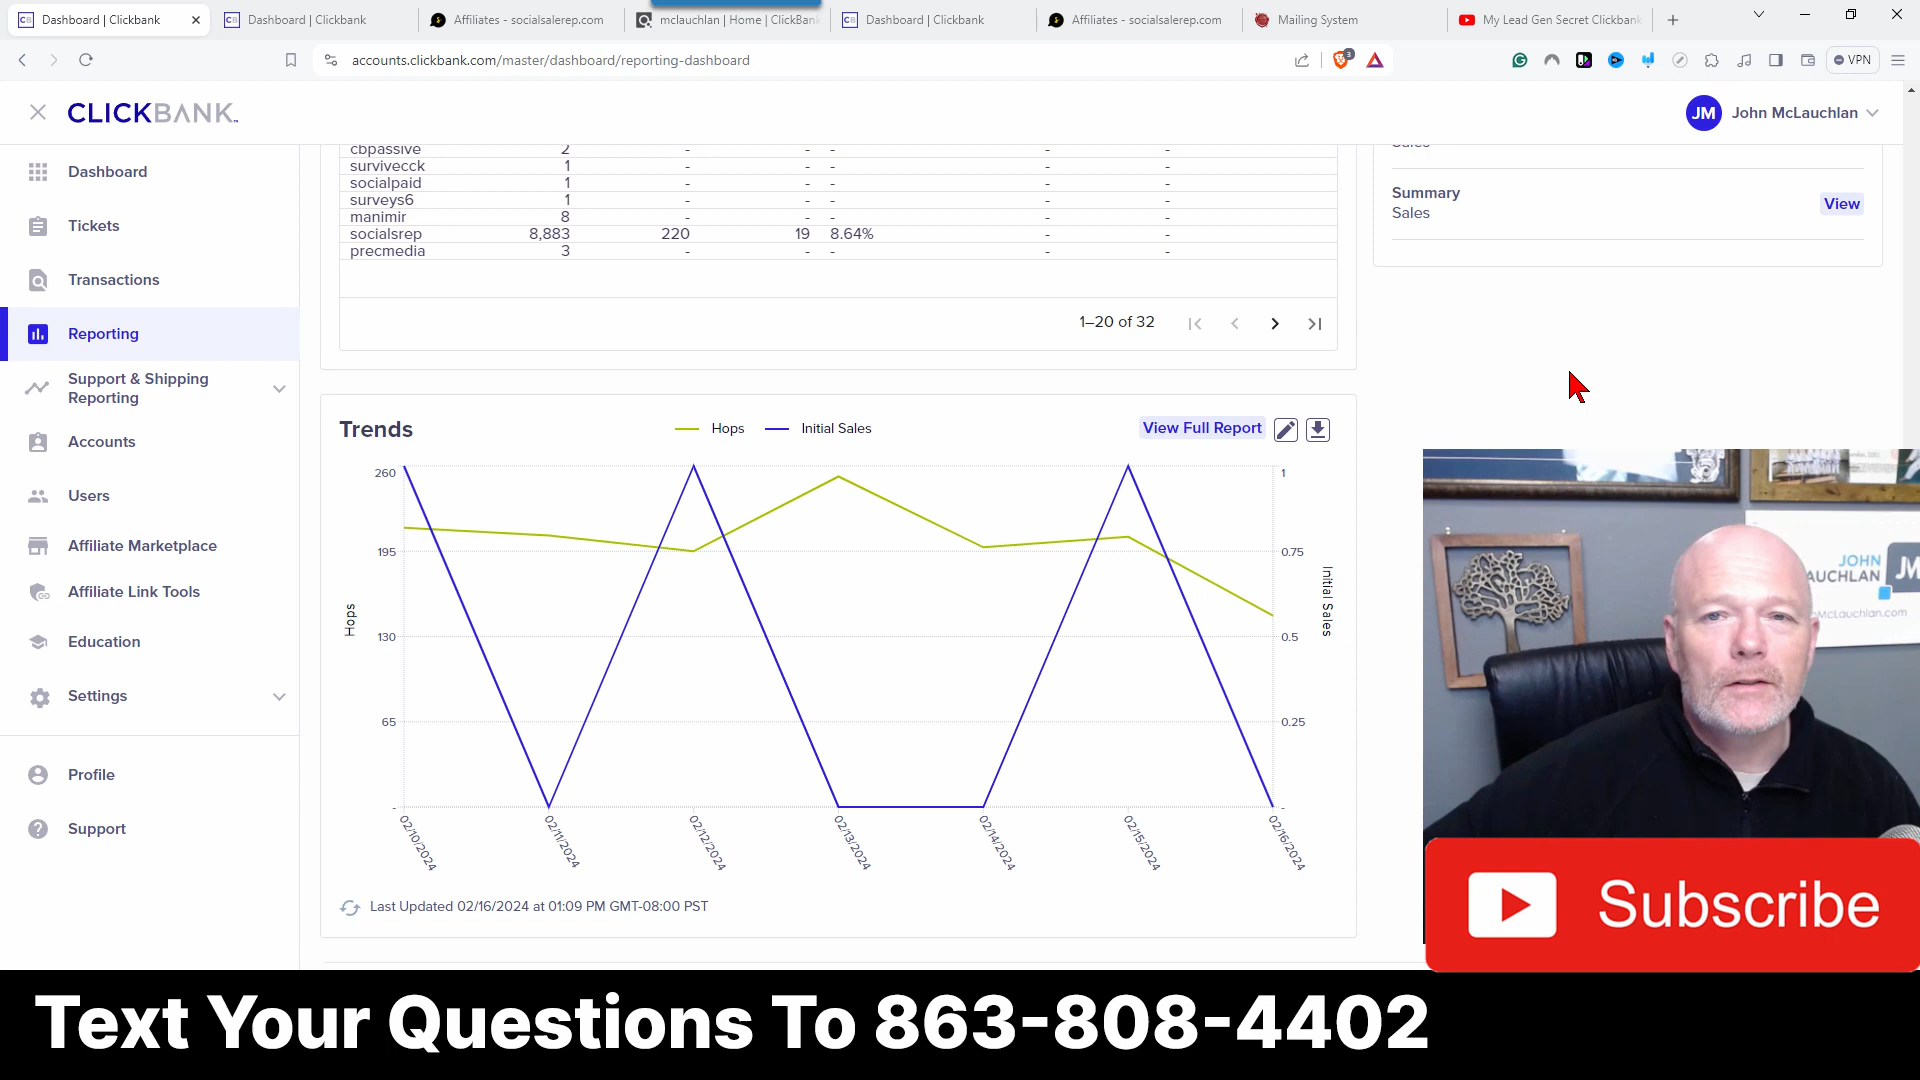 Dashboard | Clickbank
Dashboard | Clickbank
Affiliates - socialsalerep.com
mclauchlan | Home | ClickBank
Dashboard | Clickbank
Affiliates - socialsalerep.com
Mailing System
My Lead Gen Secret Clickbank
accounts.clickbank.com/master/dashboard/reporting-dashboard
3
VPN
CLICKBANK
JM John McLauchlan
Dashboard
Tickets
Transactions
Reporting
Support & Shipping
Reporting
Accounts
Users
Affiliate Marketplace
Affiliate Link Tools
Education
Settings
Profile
Support
cbpassive 2 - - - - -
survivecck 1 - - - - -
socialpaid 1 - - - - -
surveys6 1 - - - - -
manimir 8 - - - - -
socialsrep 8,883 220 19 8.64% - -
precmedia 3 - - - - -
1–20 of 32
Sales
Summary
Sales
View
Trends
Hops
Initial Sales
View Full Report
260
195
130
65
-
Hops
1
0.75
0.5
0.25
-
Initial Sales
02/10/2024
02/11/2024
02/12/2024
02/13/2024
02/14/2024
02/15/2024
02/16/2024
Last Updated 02/16/2024 at 01:09 PM GMT-08:00 PST
JOHN
AUCHLAN
JM
McLauchlan.com
Subscribe
Text Your Questions To 863-808-4402